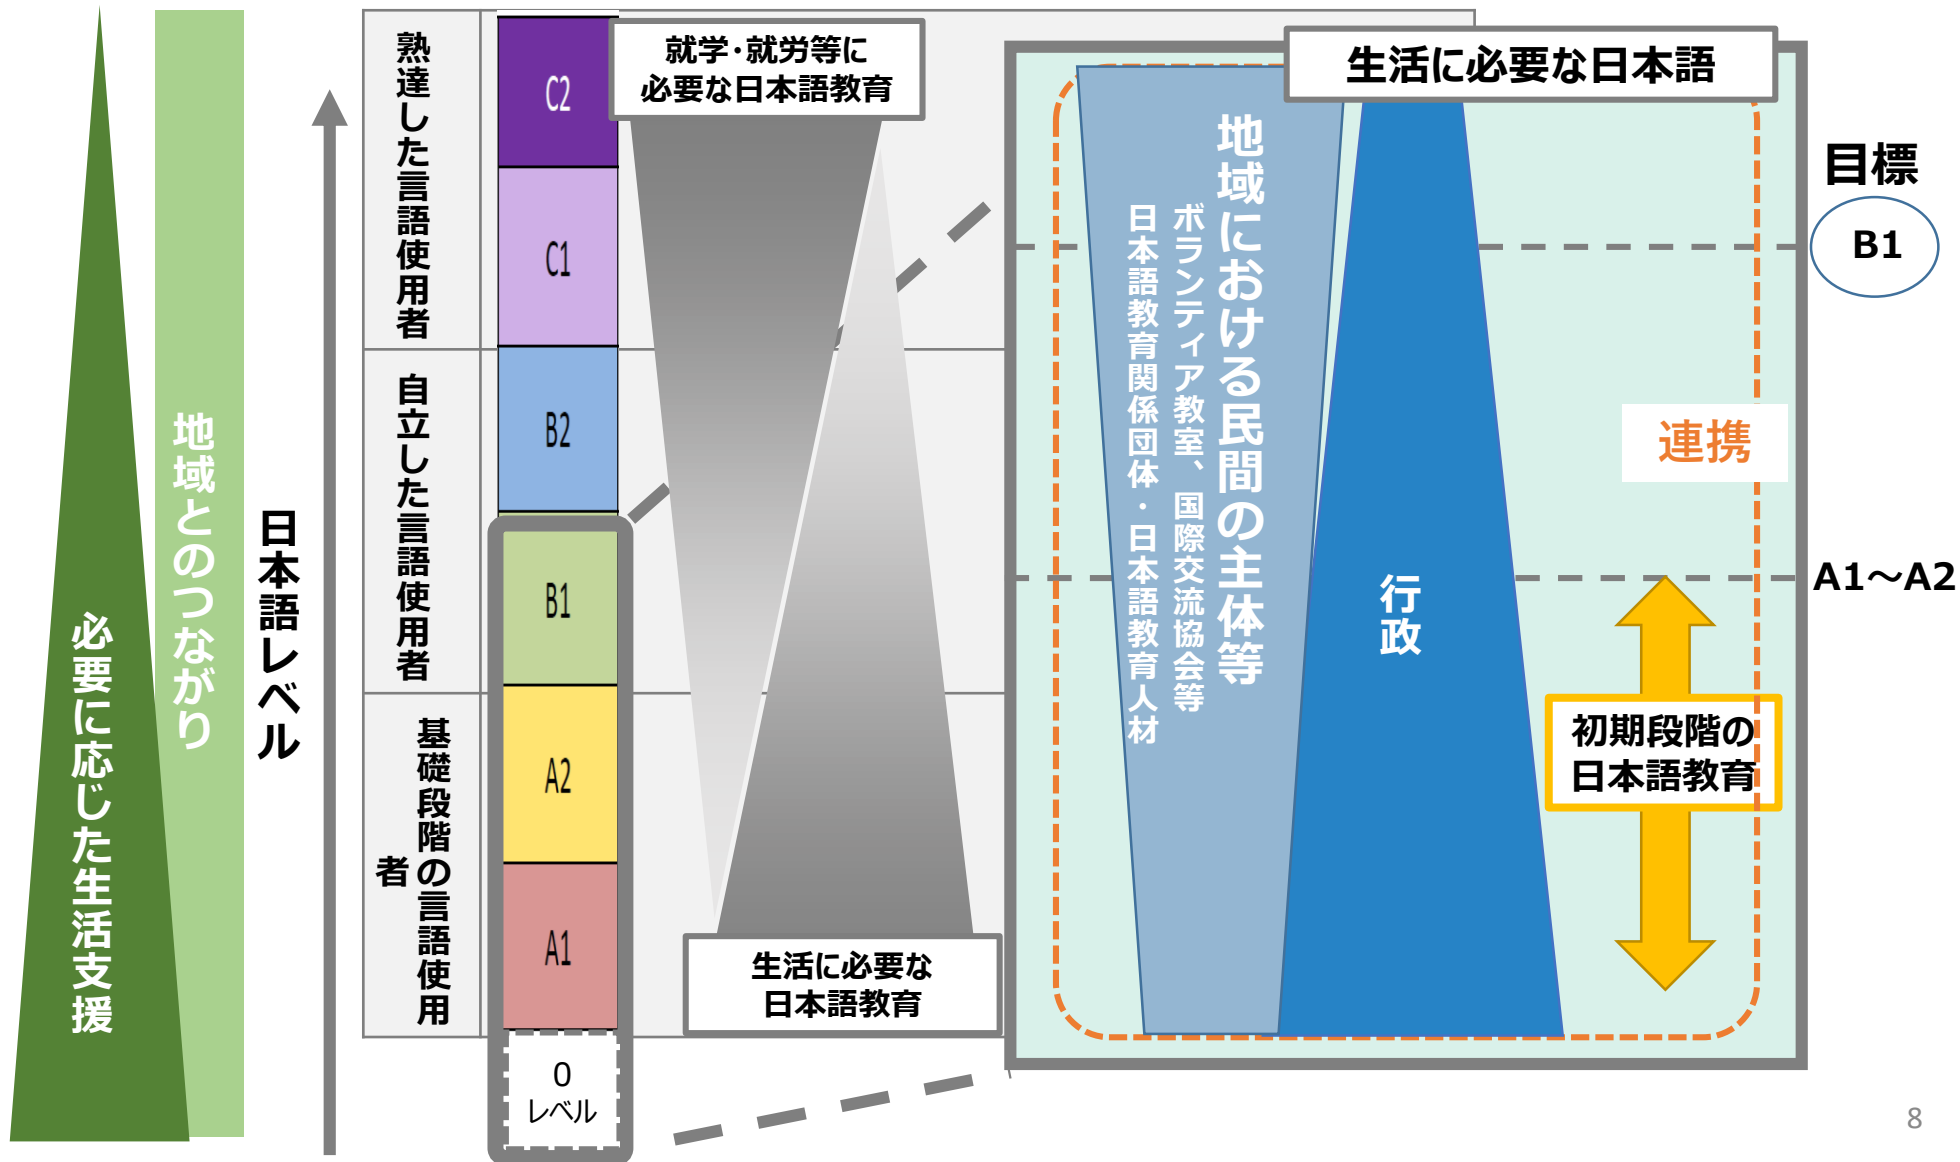 必要に応じた生活支援
地域とのつながり
日本語レベル
熟達した言語使用者
自立した言語使用者
基礎段階の言語使用
者
C2
C1
B2
B1
A2
A1
0
レベル
就学・就労等に
必要な日本語教育
生活に必要な
日本語教育
生活に必要な日本語
地域における民間の主体等
ボランティア教室、国際交流協会等
日本語教育関係団体・日本語教育人材
行政
連携
初期段階の
日本語教育
目標
B1
A1～A2
8